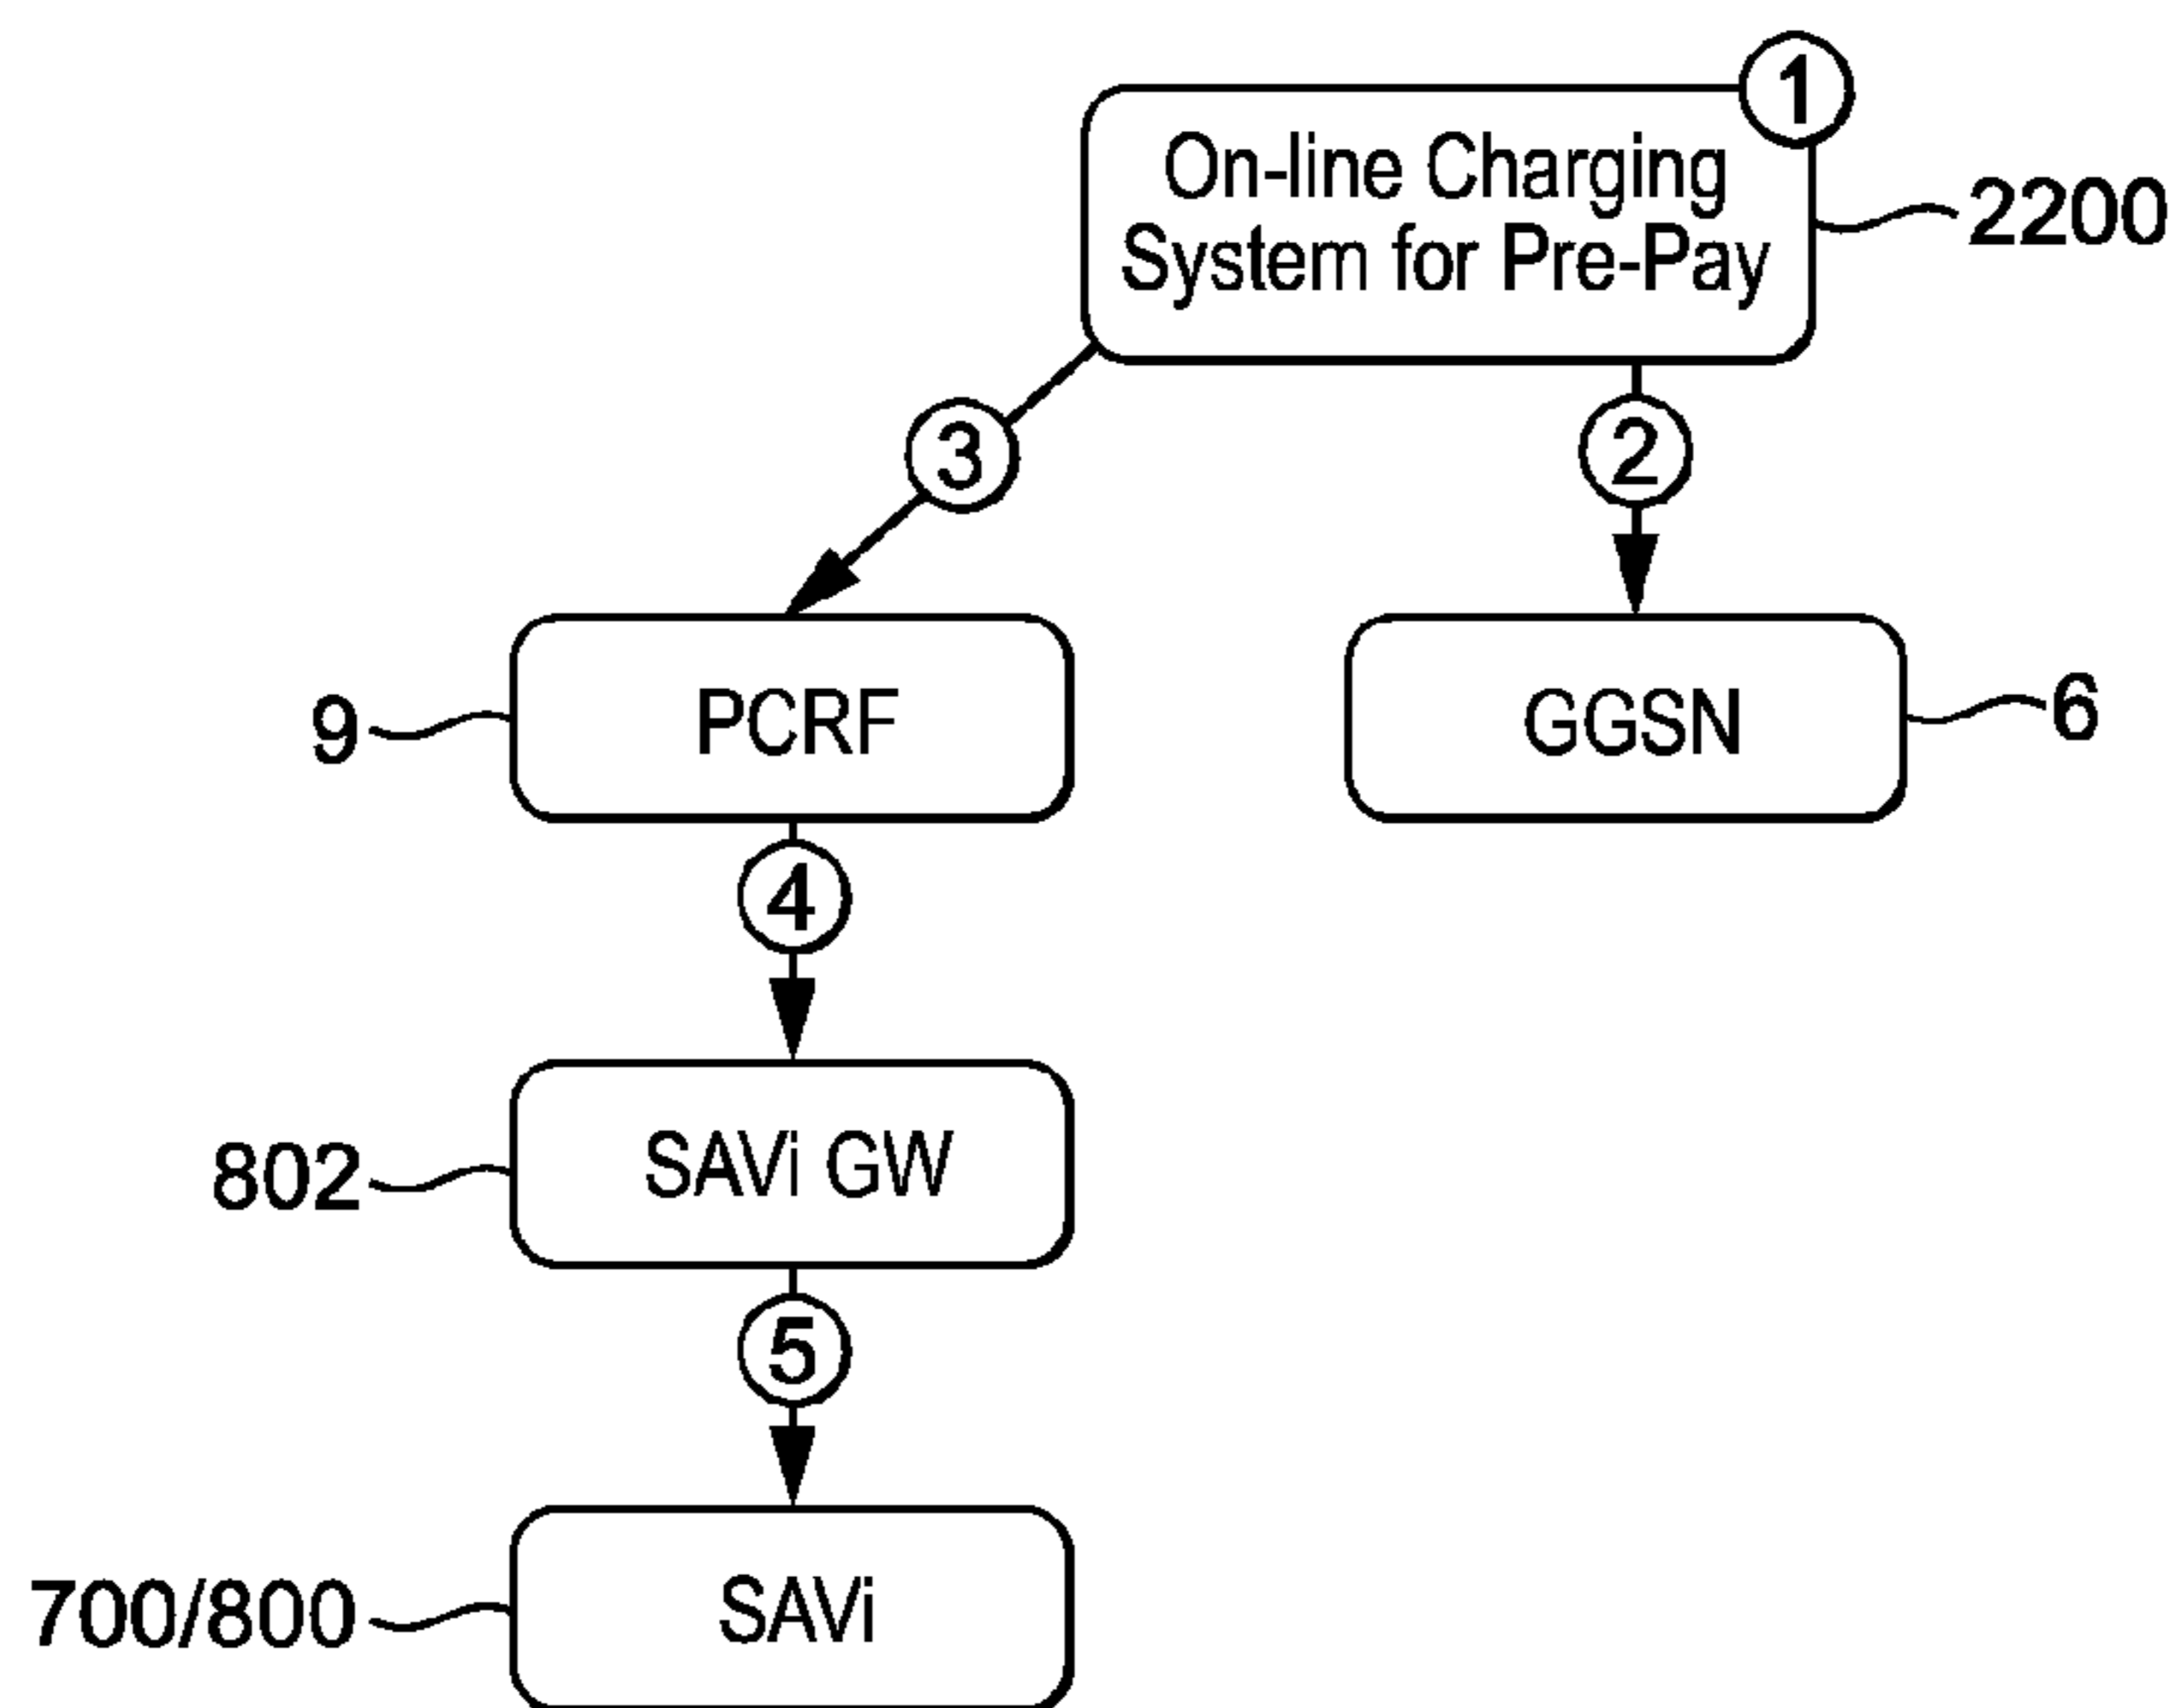 1
On-line Charging
System for Pre-Pay
2200
3
2
9
PCRF
GGSN
6
4
802
SAVi GW
5
700/800
SAVi